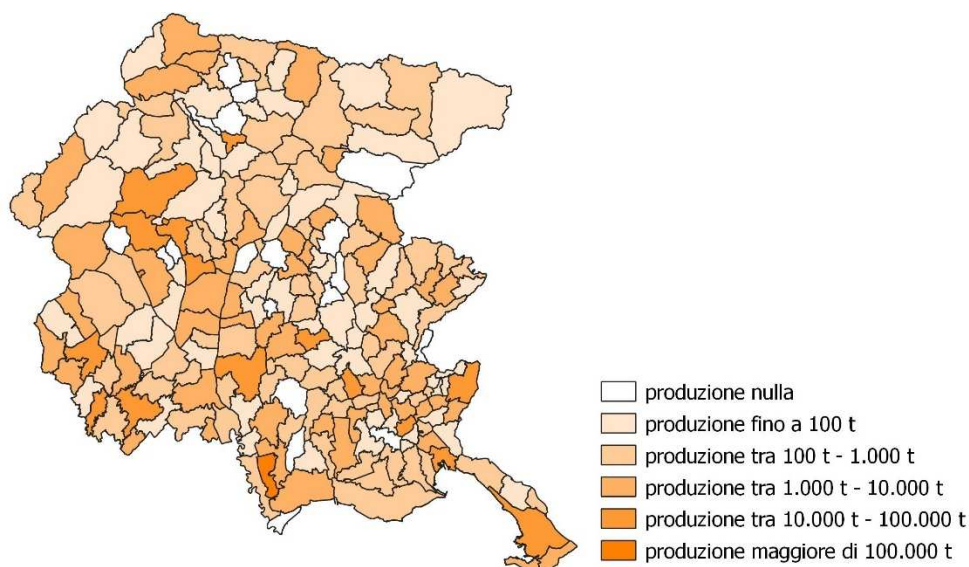 produzione nulla
produzione fino a 100 t
produzione tra 100 t - 1.000 t
produzione tra 1.000 t - 10.000 t
produzione tra 10.000 t - 100.000 t
produzione maggiore di 100.000 t